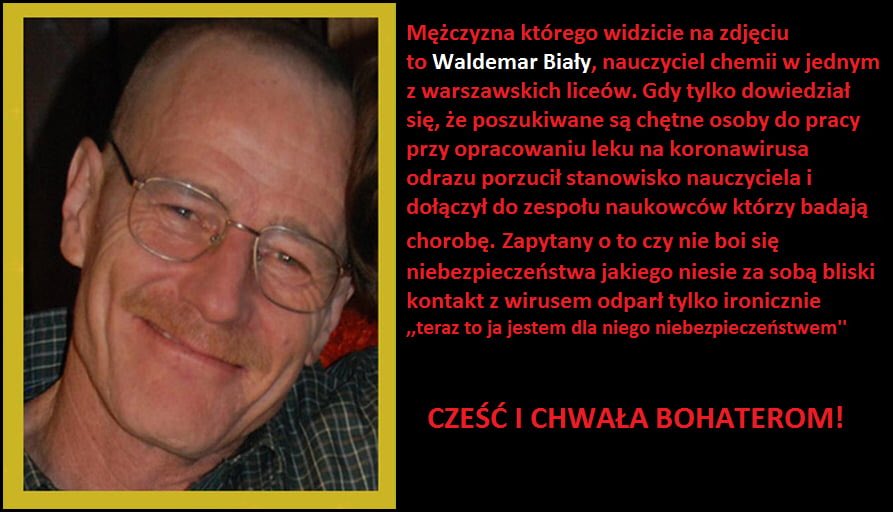 Mężczyzna którego widzicie na zdjęciu
to Waldemar Biały, nauczyciel chemii w jednym
z warszawskich liceów. Gdy tylko dowiedział
się, że poszukiwane są chętne osoby do pracy
przy opracowaniu leku na koronawirusa
odrazu porzucił stanowisko nauczyciela i
dołączył do zespołu naukowców którzy badają
chorobę. Zapytany o to czy nie boi się
niebezpieczeństwa jakiego niesie za sobą bliski
kontakt z wirusem odparł tylko ironicznie
,,teraz to ja jestem dla niego niebezpieczeństwem"
CZEŚĆ I CHWAŁA BOHATEROM!